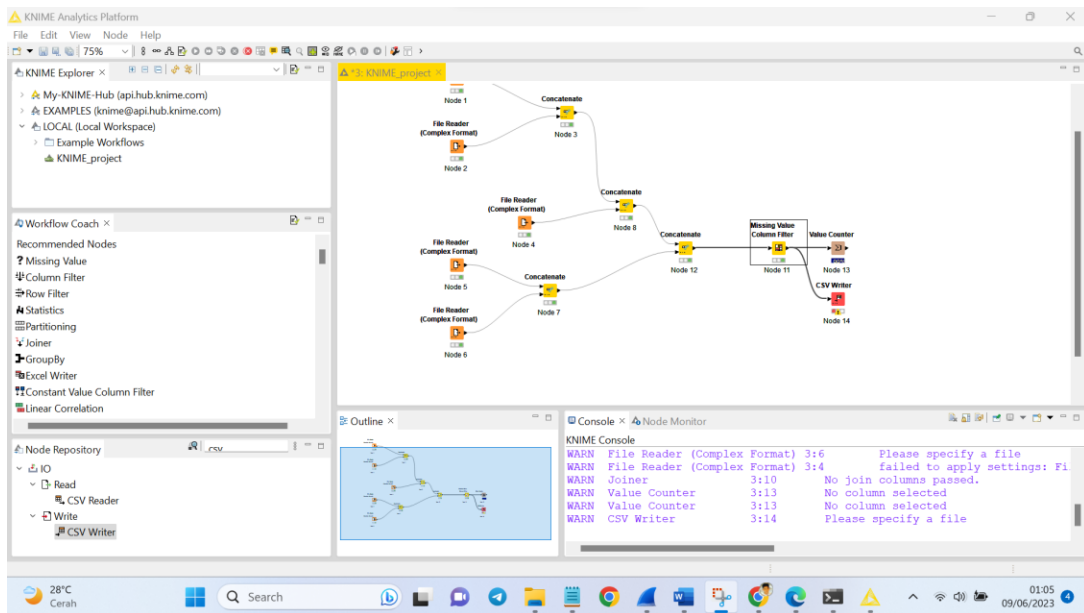 KNIME Analytics Platform
File Edit View Node Help
75%
KNIME Explorer
*3: KNIME_project
My-KNIME-Hub (api.hub.knime.com)
EXAMPLES (knime@api.hub.knime.com)
LOCAL (Local Workspace)
Example Workflows
KNIME_project
Node 1
Concatenate
Node 3
File Reader
(Complex Format)
Node 2
File Reader
(Complex Format)
Node 4
Concatenate
Node 8
File Reader
(Complex Format)
Node 5
Concatenate
Node 7
File Reader
(Complex Format)
Node 6
Concatenate
Node 12
Missing Value
Column Filter
Node 11
Value Counter
Node 13
CSV Writer
Node 14
Workflow Coach
Recommended Nodes
? Missing Value
Column Filter
Row Filter
Statistics
Partitioning
Joiner
GroupBy
Excel Writer
Constant Value Column Filter
Linear Correlation
Node Repository
CSV
IO
Read
CSV Reader
Write
CSV Writer
Outline
Console
Node Monitor
KNIME Console
WARN File Reader (Complex Format) 3:6 Please specify a file
WARN File Reader (Complex Format) 3:4 failed to apply settings: Fi
WARN Joiner 3:10 No join columns passed.
WARN Value Counter 3:13 No column selected
WARN Value Counter 3:13 No column selected
WARN CSV Writer 3:14 Please specify a file
28°C
Cerah
Search
01:05
09/06/2023
4